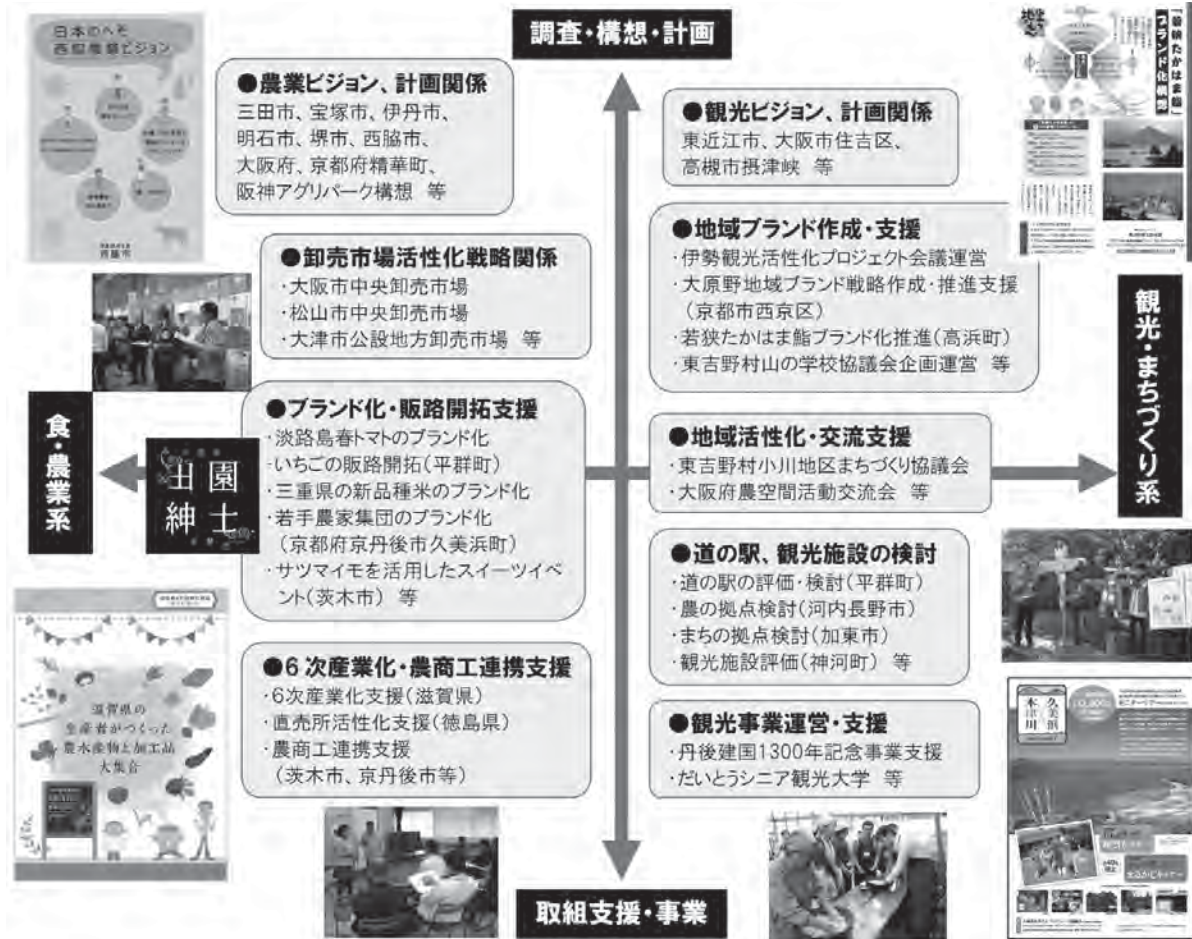 調査・構想・計画
日本のへそ
西脇農業ビジョン
西脇市
●農業ビジョン、計画関係
三田市、宝塚市、伊丹市、
明石市、堺市、西脇市、
大阪府、京都府精華町、
阪神アグリパーク構想 等
●卸売市場活性化戦略関係
・大阪市中央卸売市場
・松山市中央卸売市場
・大津市公設地方卸売市場 等
食・農業系
田園
紳士
●ブランド化・販路開拓支援
・淡路島春トマトのブランド化
・いちごの販路開拓(平群町)
・三重県の新品種米のブランド化
・若手農家集団のブランド化
(京都府京丹後市久美浜町)
・サツマイモを活用したスイーツイベ
ント(茨木市) 等
●6次産業化・農商工連携支援
・6次産業化支援(滋賀県)
・直売所活性化支援(徳島県)
・農商工連携支援
(茨木市、京丹後市等)
滋賀県の
生産者がつくった
農水産物と加工品
大集合
●観光ビジョン、計画関係
東近江市、大阪市住吉区、
高槻市摂津峡 等
「若狭たかはま鮨」
ブランド化構想
●地域ブランド作成・支援
・伊勢観光活性化プロジェクト会議運営
・大原野地域ブランド戦略作成・推進支援
(京都市西京区)
・若狭たかはま鮨ブランド化推進(高浜町)
・東吉野村山の学校協議会企画運営 等
観光・まちづくり系
●地域活性化・交流支援
・東吉野村小川地区まちづくり協議会
・大阪府農空間活動交流会 等
●道の駅、観光施設の検討
・道の駅の評価・検討(平群町)
・農の拠点検討(河内長野市)
・まちの拠点検討(加東市)
・観光施設評価(神河町) 等
●観光事業運営・支援
・丹後建国1300年記念事業支援
・だいとうシニア観光大学 等
久美浜
木津川
取組支援・事業